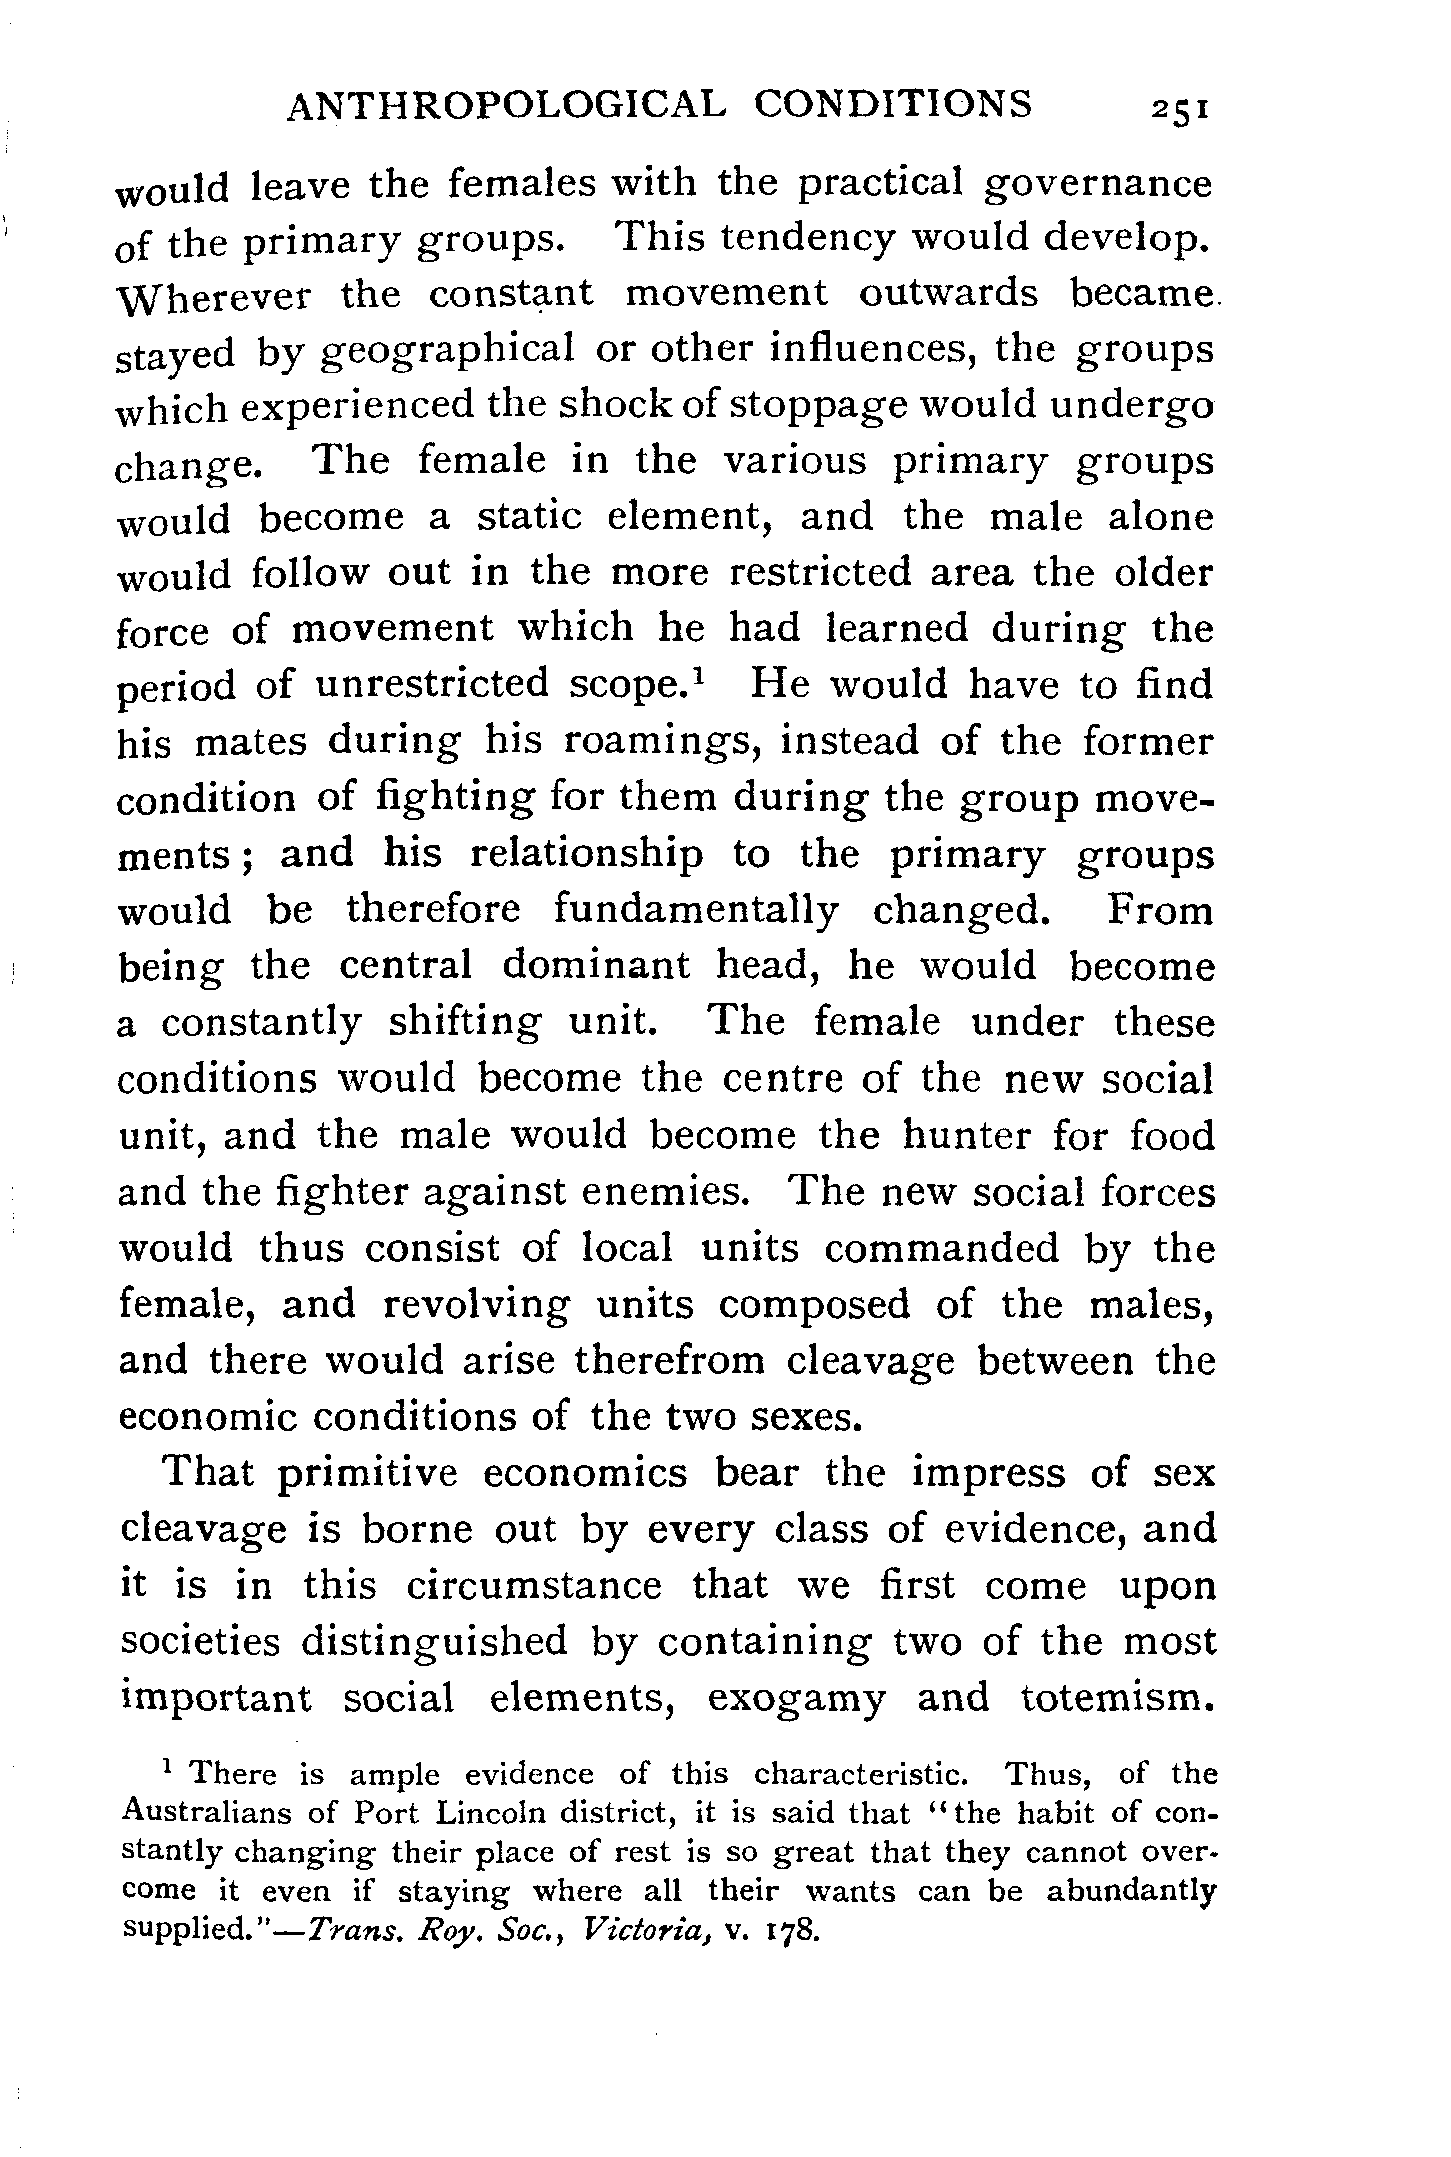 ANTHROPOLOGICAL CONDITIONS 251
would leave the females with the practical governance
of the primary groups. This tendency would develop.
Wherever the constant movement outwards became
stayed by geographical or other influences, the groups
which experienced the shock of stoppage would undergo
change. The female in the various primary groups
would become a static element, and the male alone
would follow out in the more restricted area the older
force of movement which he had learned during the
period of unrestricted scope.¹ He would have to find
his mates during his roamings, instead of the former
condition of fighting for them during the group move-
ments; and his relationship to the primary groups
would be therefore fundamentally changed. From
being the central dominant head, he would become
a constantly shifting unit. The female under these
conditions would become the centre of the new social
unit, and the male would become the hunter for food
and the fighter against enemies. The new social forces
would thus consist of local units commanded by the
female, and revolving units composed of the males,
and there would arise therefrom cleavage between the
economic conditions of the two sexes.
That primitive economics bear the impress of sex
cleavage is borne out by every class of evidence, and
it is in this circumstance that we first come upon
societies distinguished by containing two of the most
important social elements, exogamy and totemism.
¹ There is ample evidence of this characteristic. Thus, of the
Australians of Port Lincoln district, it is said that "the habit of con-
stantly changing their place of rest is so great that they cannot over-
come it even if staying where all their wants can be abundantly
supplied."—Trans. Roy. Soc., Victoria, v. 178.